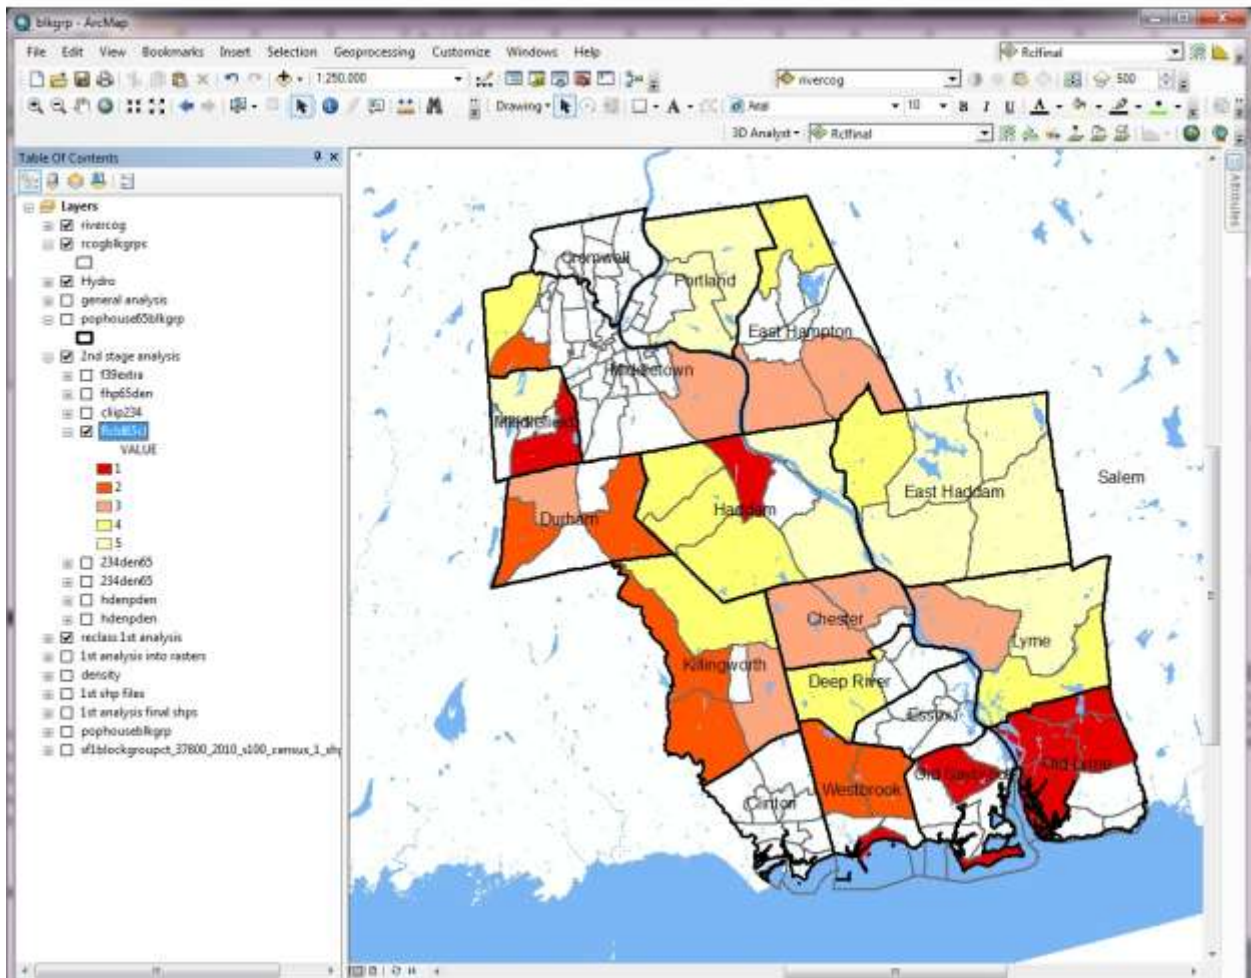 blkgrp - ArcMap
File Edit View Bookmarks Insert Selection Geoprocessing Customize Windows Help
Rclfinal
1:250,000
rivercog
500
Drawing
Arial
10
B I U A
3D Analyst
Rclfinal
Table Of Contents
Layers
rivercog
rcogblkgrps
Hydro
general analysis
pophouse65blkgrp
2nd stage analysis
f39extra
fhp65den
VALUE
1
2
3
4
5
234den65
234den65
hdenpden
hdenpden
reclass 1st analysis
1st analysis into rasters
density
1st shp files
1st analysis final shps
pophouseblkgrp
Attributes
Cromwell
Portland
East Hampton
Middletown
Middlefield
Durham
Haddam
East Haddam
Salem
Chester
Lyme
Killingworth
Deep River
Essex
Old Saybrook
Old Lyme
Westbrook
Clinton